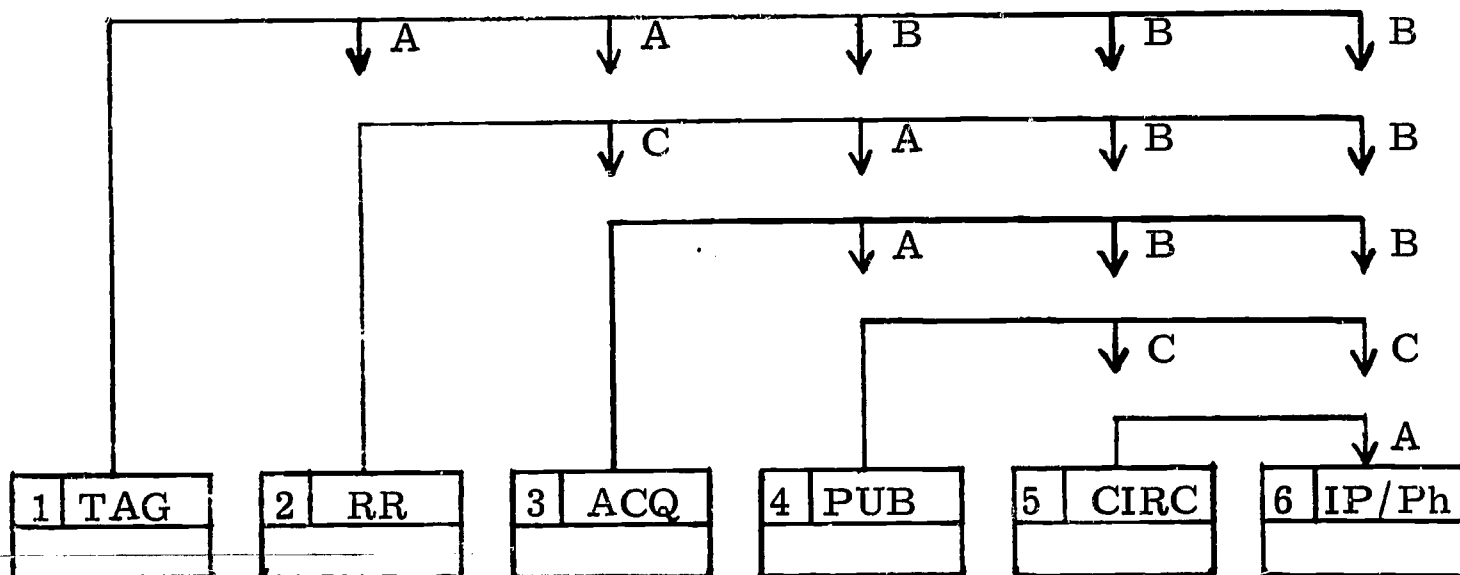 A A B B B
C A B B
A B B
C C
A
1 TAG 2 RR 3 ACQ 4 PUB 5 CIRC 6 IP/Ph